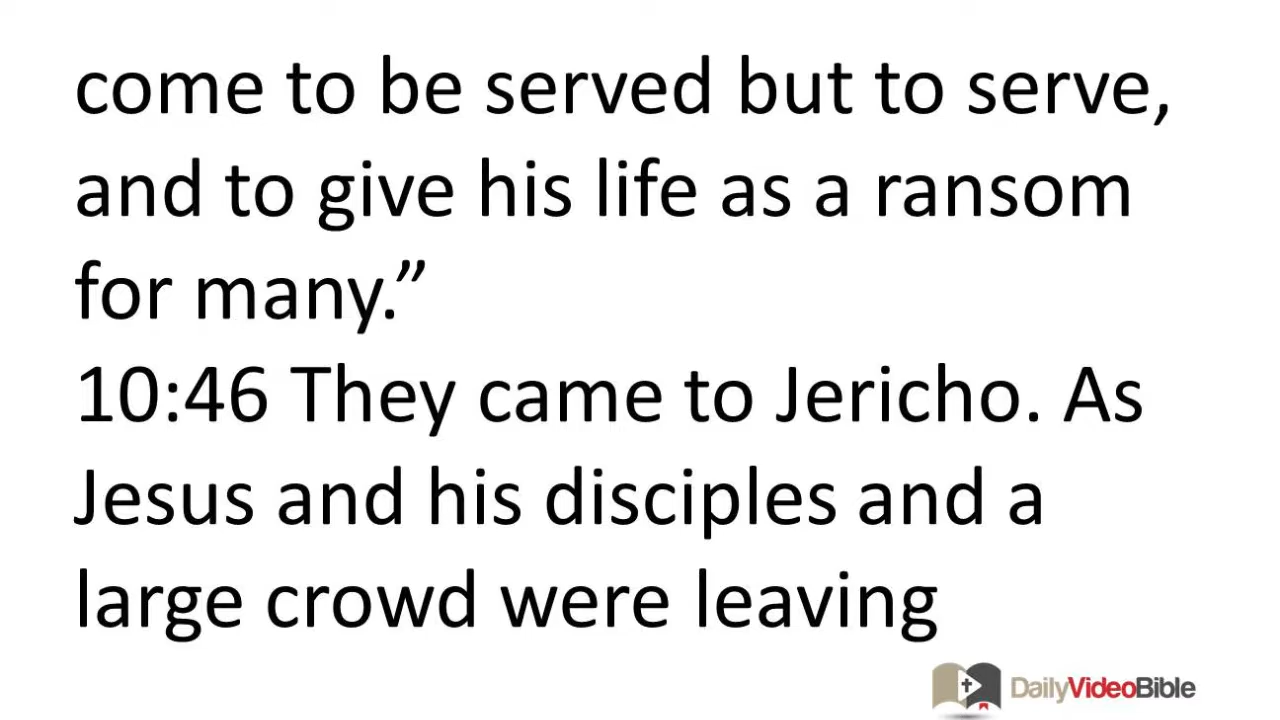 come to be served but to serve,
and to give his life as a ransom
for many.”
10:46 They came to Jericho. As
Jesus and his disciples and a
large crowd were leaving
DailyVideoBible